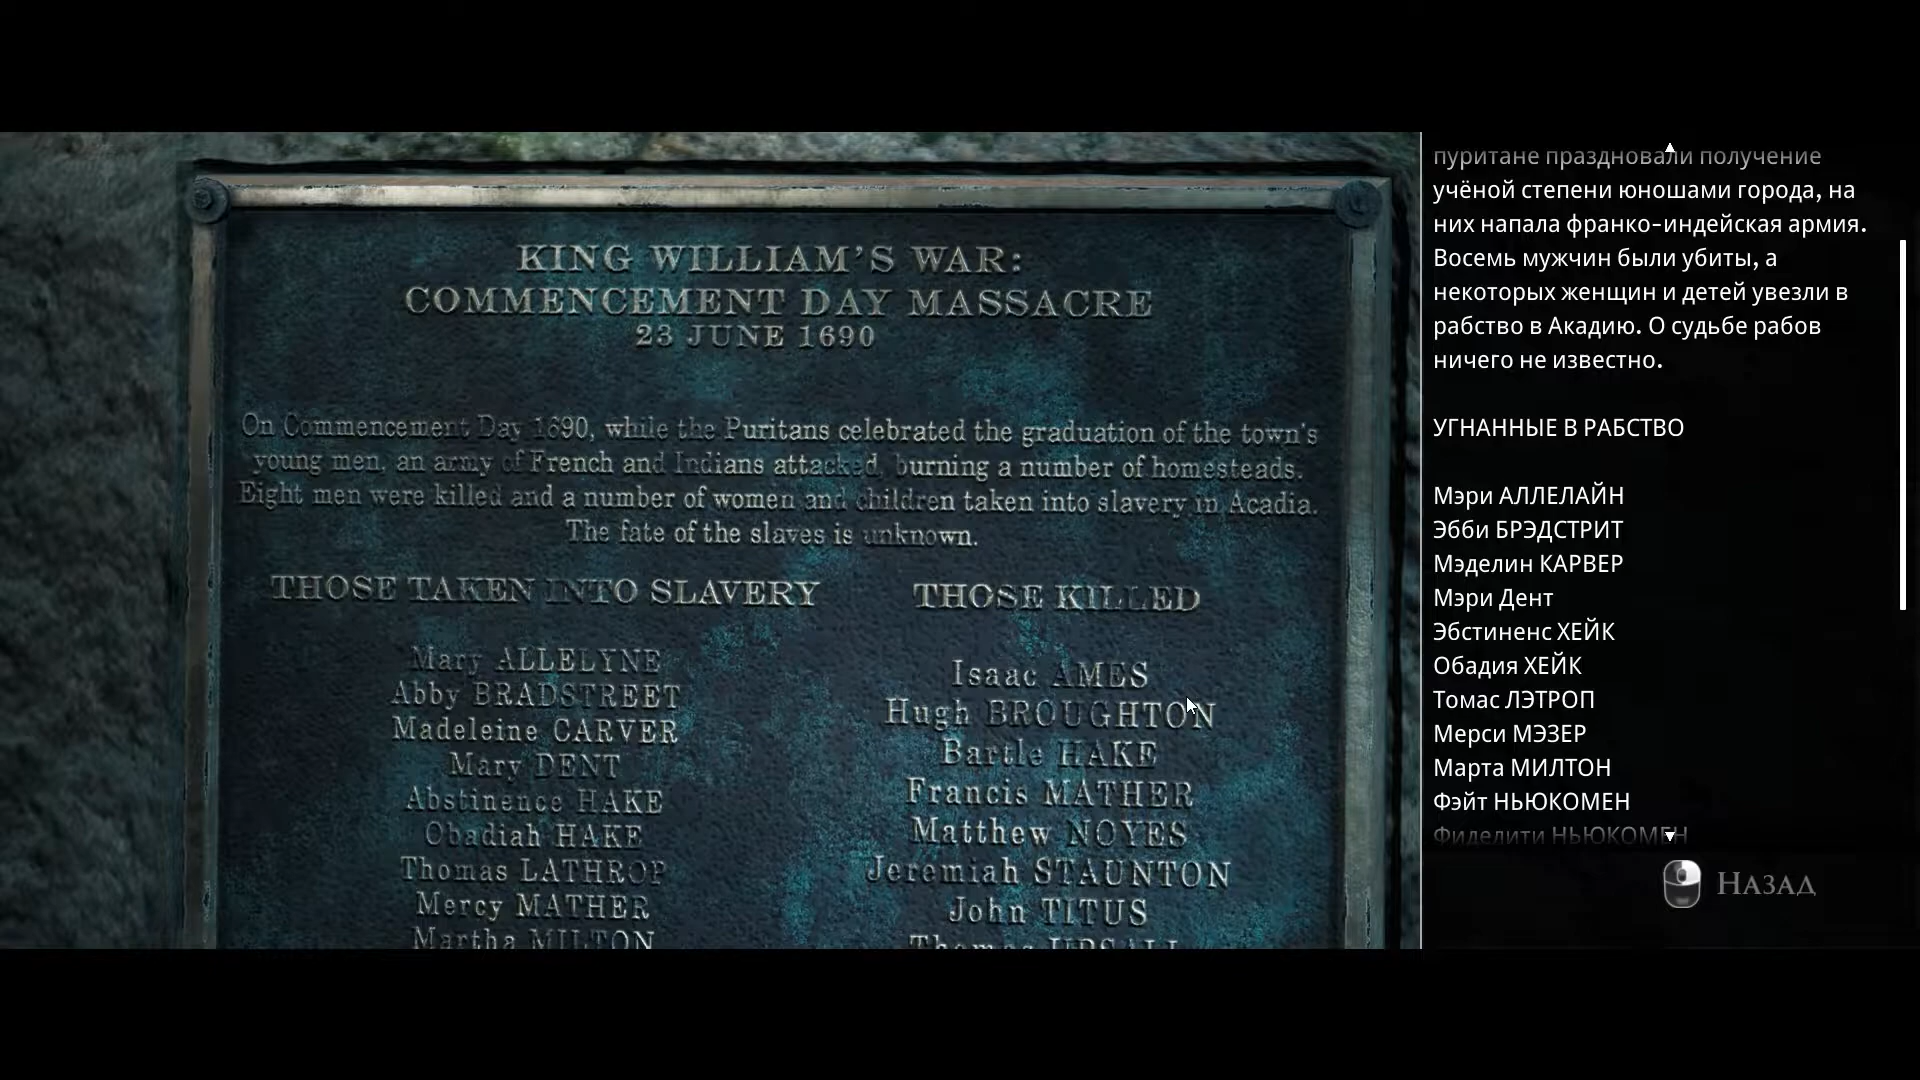 KING WILLIAM'S WAR:
COMMENCEMENT DAY MASSACRE
23 JUNE 1690
On Commencement Day 1690, while the Puritans celebrated the graduation of the town's
young men, an army of French and Indians attacked, burning a number of homesteads.
Eight men were killed and a number of women and children taken into slavery in Acadia.
The fate of the slaves is unknown.
THOSE TAKEN INTO SLAVERY
Mary ALLELYNE
Abby BRADSTREET
Madeleine CARVER
Mary DENT
Abstinence HAKE
Obadiah HAKE
Thomas LATHROP
Mercy MATHER
Martha MILTON
THOSE KILLED
Isaac AMES
Hugh BROUGHTON
Bartle HAKE
Francis MATHER
Matthew NOYES
Jeremiah STAUNTON
John TITUS
Thomas UPSALL
пуритане праздновали получение
учёной степени юношами города, на
них напала франко-индейская армия.
Восемь мужчин были убиты, а
некоторых женщин и детей увезли в
рабство в Акадию. О судьбе рабов
ничего не известно.
УГНАННЫЕ В РАБСТВО
Мэри АЛЛЕЛАЙН
Эбби БРЭДСТРИТ
Мэделин КАРВЕР
Мэри Дент
Эбстиненс ХЕЙК
Обадия ХЕЙК
Томас ЛЭТРОП
Мерси МЭЗЕР
Марта МИЛТОН
Фэйт НЬЮКОМЕН
Фиделити НЬЮКОМЕН
НАЗАД